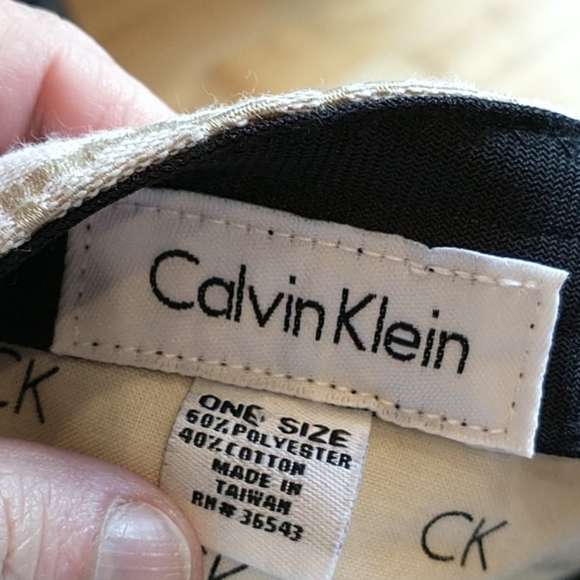 Calvin Klein
CK
ONE SIZE
60% POLYESTER
40% COTTON
MADE IN
TAIWAN
RN# 36543
CK